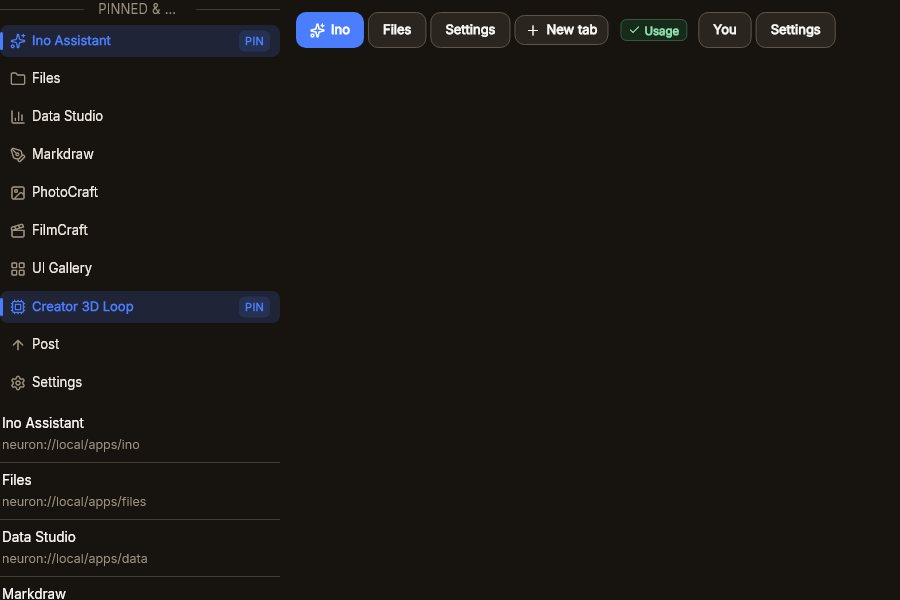 PINNED & ...
Ino Assistant PIN
Files
Data Studio
Markdraw
PhotoCraft
FilmCraft
UI Gallery
Creator 3D Loop PIN
Post
Settings
Ino Assistant
neuron://local/apps/ino
Files
neuron://local/apps/files
Data Studio
neuron://local/apps/data
Markdraw
Ino Files Settings New tab Usage You Settings